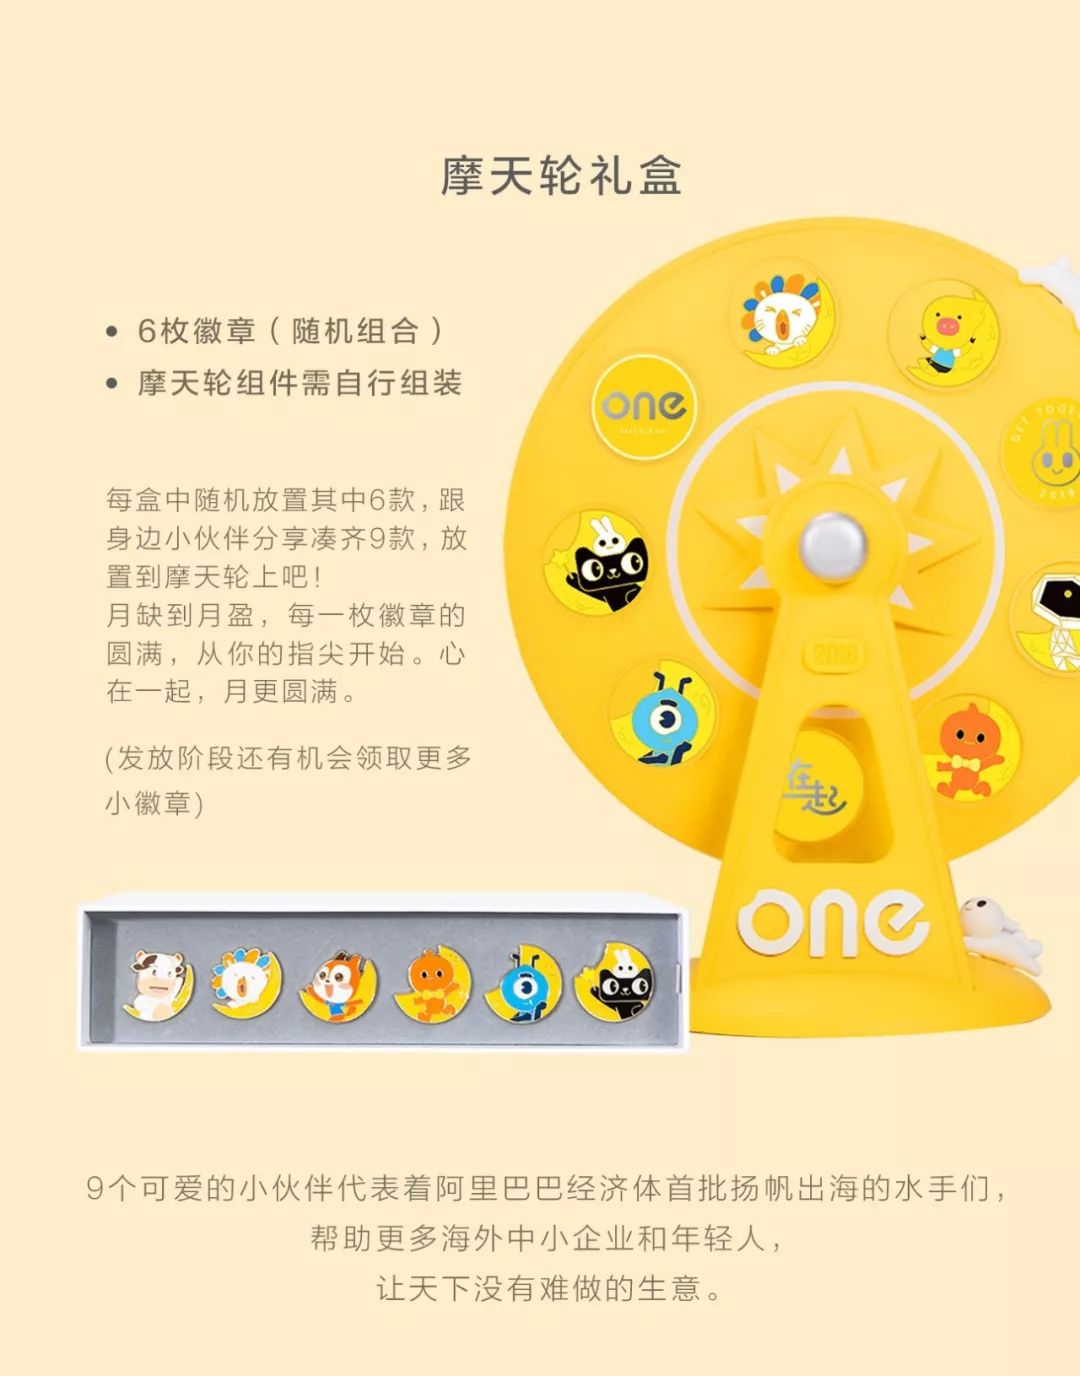 摩天轮礼盒
• 6枚徽章（随机组合）
• 摩天轮组件需自行组装
one
GET TOGE
2018
每盒中随机放置其中6款，跟
身边小伙伴分享凑齐9款，放
置到摩天轮上吧！
月缺到月盈，每一枚徽章的
圆满，从你的指尖开始。心
在一起，月更圆满。
2018
(发放阶段还有机会领取更多
小徽章)
在一起
one
9个可爱的小伙伴代表着阿里巴巴经济体首批扬帆出海的水手们，
帮助更多海外中小企业和年轻人，
让天下没有难做的生意。